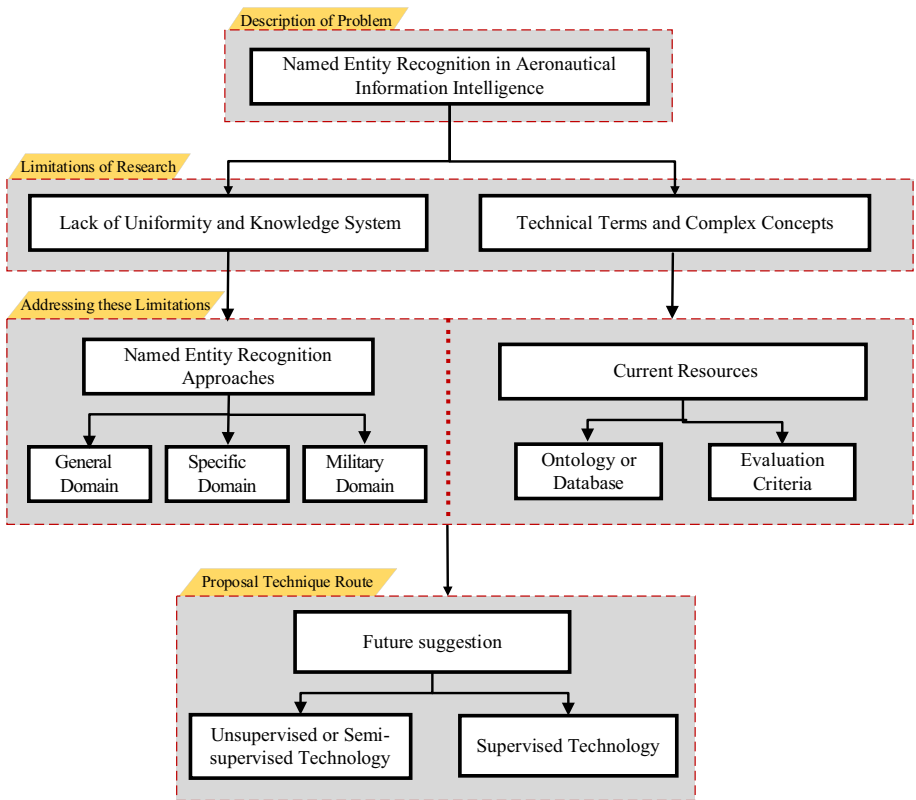 Description of Problem
Named Entity Recognition in Aeronautical
Information Intelligence
Limitations of Research
Lack of Uniformity and Knowledge System
Technical Terms and Complex Concepts
Addressing these Limitations
Named Entity Recognition
Approaches
General
Domain
Specific
Domain
Military
Domain
Current Resources
Ontology or
Database
Evaluation
Criteria
Proposal Technique Route
Future suggestion
Unsupervised or Semi-
supervised Technology
Supervised Technology